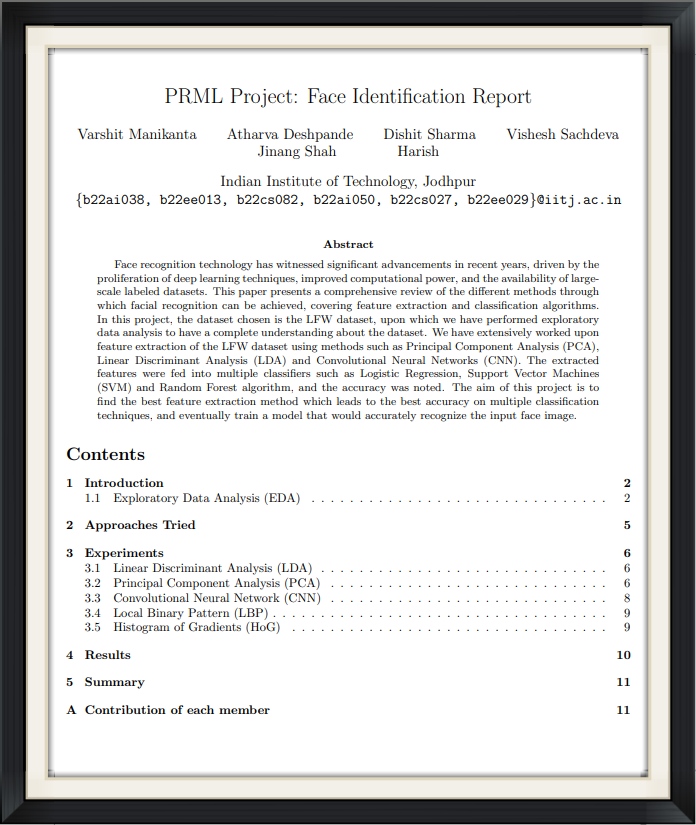 PRML Project: Face Identification Report
Varshit Manikanta Atharva Deshpande Dishit Sharma Vishesh Sachdeva
Jinang Shah Harish
Indian Institute of Technology, Jodhpur
{b22ai038, b22ee013, b22cs082, b22ai050, b22cs027, b22ee029}@iitj.ac.in
Abstract
Face recognition technology has witnessed significant advancements in recent years, driven by the
proliferation of deep learning techniques, improved computational power, and the availability of large-
scale labeled datasets. This paper presents a comprehensive review of the different methods through
which facial recognition can be achieved, covering feature extraction and classification algorithms.
In this project, the dataset chosen is the LFW dataset, upon which we have performed exploratory
data analysis to have a complete understanding about the dataset. We have extensively worked upon
feature extraction of the LFW dataset using methods such as Principal Component Analysis (PCA),
Linear Discriminant Analysis (LDA) and Convolutional Neural Networks (CNN). The extracted
features were fed into multiple classifiers such as Logistic Regression, Support Vector Machines
(SVM) and Random Forest algorithm, and the accuracy was noted. The aim of this project is to
find the best feature extraction method which leads to the best accuracy on multiple classification
techniques, and eventually train a model that would accurately recognize the input face image.
Contents
1 Introduction 2
1.1 Exploratory Data Analysis (EDA) . . . . . . . . . . . . . . . . . . . . . . . . . . . . . . . 2
2 Approaches Tried 5
3 Experiments 6
3.1 Linear Discriminant Analysis (LDA) . . . . . . . . . . . . . . . . . . . . . . . . . . . . . . 6
3.2 Principal Component Analysis (PCA) . . . . . . . . . . . . . . . . . . . . . . . . . . . . . 6
3.3 Convolutional Neural Network (CNN) . . . . . . . . . . . . . . . . . . . . . . . . . . . . . 8
3.4 Local Binary Pattern (LBP) . . . . . . . . . . . . . . . . . . . . . . . . . . . . . . . . . . 9
3.5 Histogram of Gradients (HoG) . . . . . . . . . . . . . . . . . . . . . . . . . . . . . . . . . 9
4 Results 10
5 Summary 11
A Contribution of each member 11